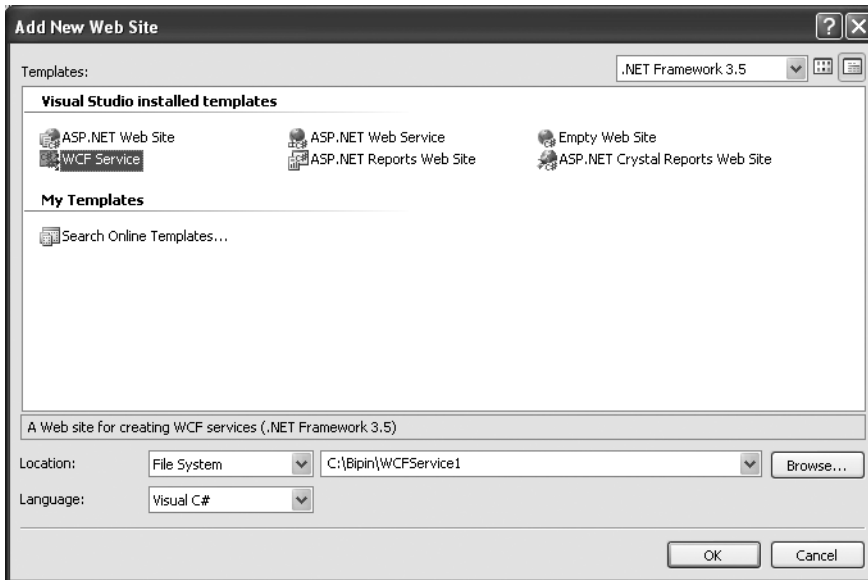 Add New Web Site
Templates:
.NET Framework 3.5
Visual Studio installed templates
ASP.NET Web Site
ASP.NET Web Service
Empty Web Site
WCF Service
ASP.NET Reports Web Site
ASP.NET Crystal Reports Web Site
My Templates
Search Online Templates...
A Web site for creating WCF services (.NET Framework 3.5)
Location:
File System
C:\Bipin\WCFService1
Browse...
Language:
Visual C#
OK
Cancel